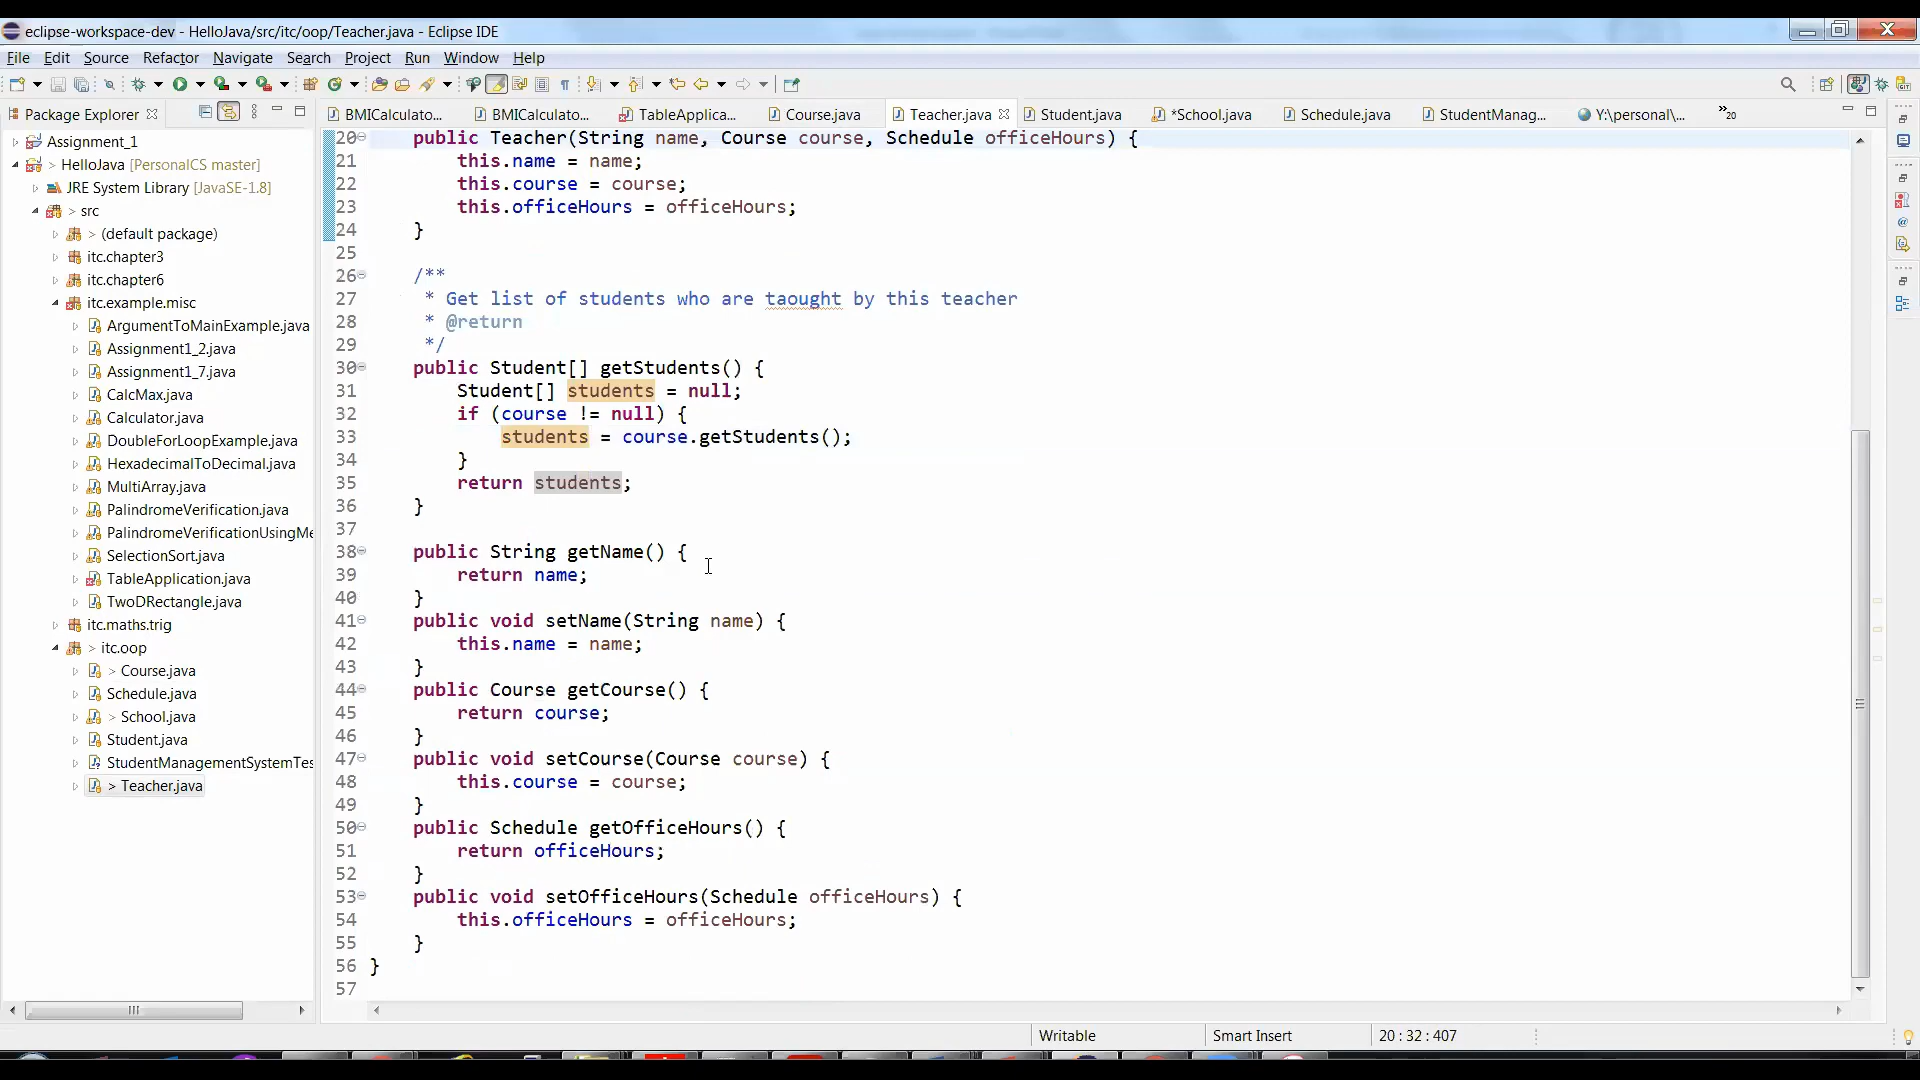 eclipse-workspace-dev - HelloJava/src/itc/oop/Teacher.java - Eclipse IDE
File Edit Source Refactor Navigate Search Project Run Window Help
Package Explorer
BMICalculato... BMICalculato... TableApplica... Course.java Teacher.java Student.java *School.java Schedule.java StudentManag... Y:\personal\... »20
Assignment_1
HelloJava [PersonalCS master]
JRE System Library [JavaSE-1.8]
> src
> (default package)
itc.chapter3
itc.chapter6
itc.example.misc
ArgumentToMainExample.java
Assignment1_2.java
Assignment1_7.java
CalcMax.java
Calculator.java
DoubleForLoopExample.java
HexadecimalToDecimal.java
MultiArray.java
PalindromeVerification.java
PalindromeVerificationUsingMe
SelectionSort.java
TableApplication.java
TwoDRectangle.java
itc.maths.trig
> itc.oop
> Course.java
Schedule.java
> School.java
Student.java
StudentManagementSystemTes
> Teacher.java
20 public Teacher(String name, Course course, Schedule officeHours) {
21 this.name = name;
22 this.course = course;
23 this.officeHours = officeHours;
24 }
25
26 /**
27 * Get list of students who are taought by this teacher
28 * @return
29 */
30 public Student[] getStudents() {
31 Student[] students = null;
32 if (course != null) {
33 students = course.getStudents();
34 }
35 return students;
36 }
37
38 public String getName() {
39 return name;
40 }
41 public void setName(String name) {
42 this.name = name;
43 }
44 public Course getCourse() {
45 return course;
46 }
47 public void setCourse(Course course) {
48 this.course = course;
49 }
50 public Schedule getOfficeHours() {
51 return officeHours;
52 }
53 public void setOfficeHours(Schedule officeHours) {
54 this.officeHours = officeHours;
55 }
56 }
57
Writable Smart Insert 20 : 32 : 407